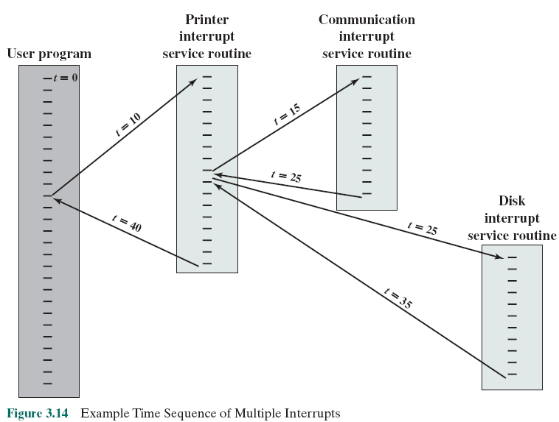 Printer
interrupt
service routine
Communication
interrupt
service routine
User program
t = 0
t = 10
t = 15
t = 25
t = 40
t = 25
Disk
interrupt
service routine
t = 35
Figure 3.14 Example Time Sequence of Multiple Interrupts